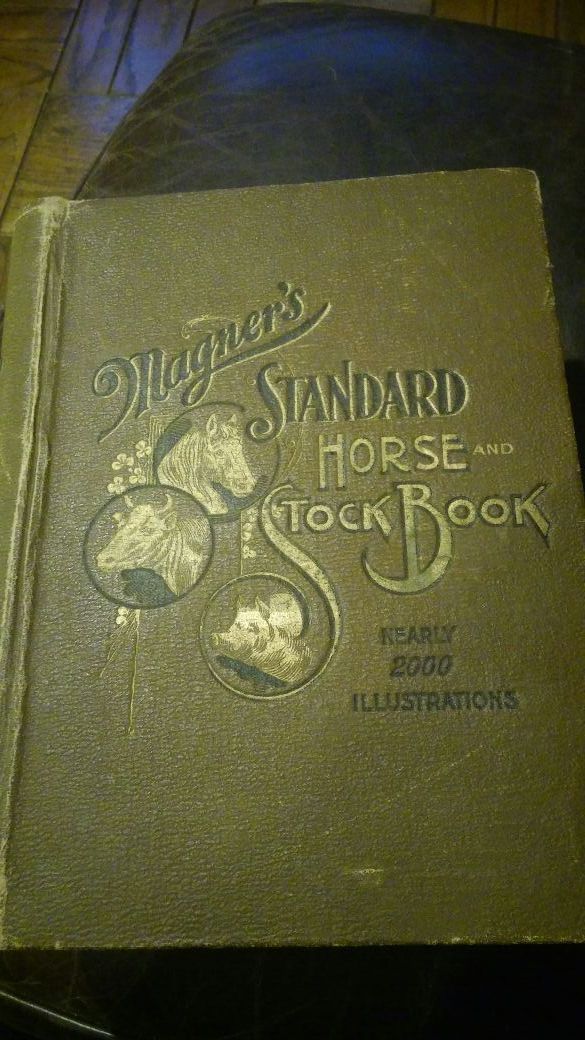 Magner's
STANDARD
HORSE AND
STOCK BOOK
NEARLY
2000
ILLUSTRATIONS